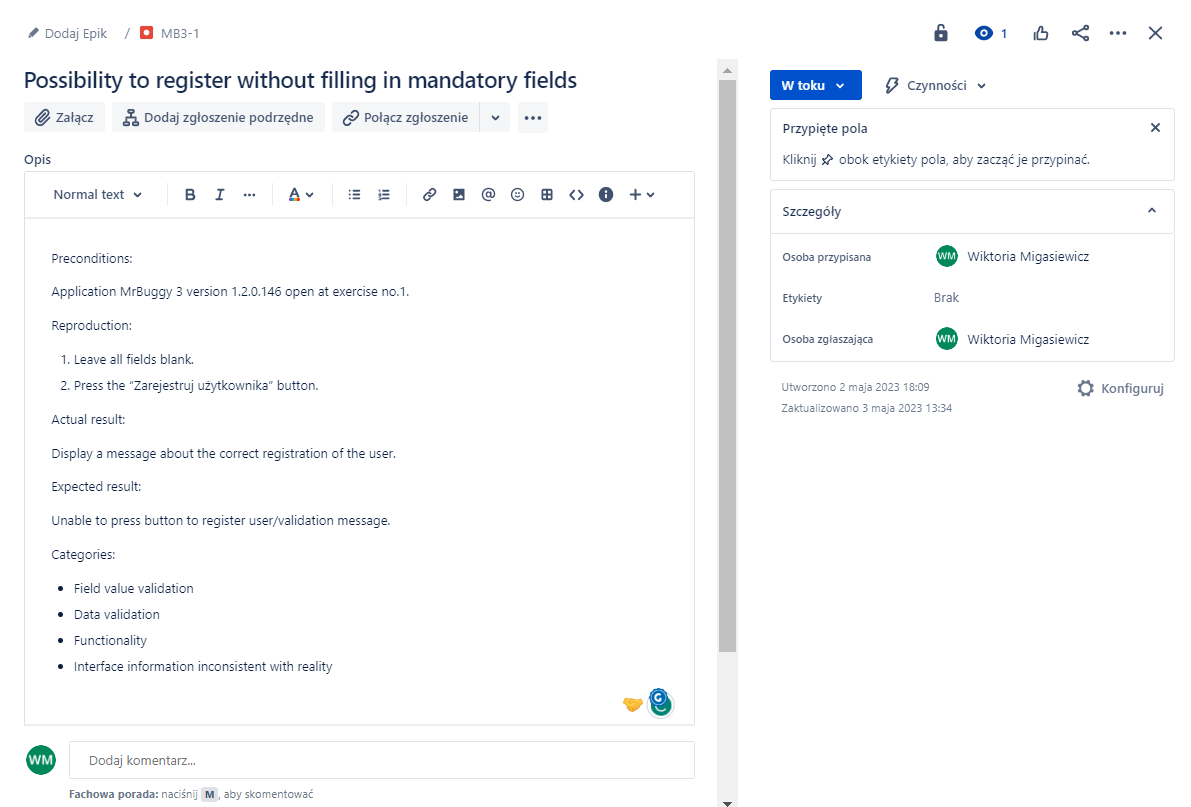 Dodaj Epik / MB3-1
1
Possibility to register without filling in mandatory fields
Załącz Dodaj zgłoszenie podrzędne Połącz zgłoszenie
Opis
Normal text B I A @
Preconditions:
Application MrBuggy 3 version 1.2.0.146 open at exercise no.1.
Reproduction:
1. Leave all fields blank.
2. Press the “Zarejestruj użytkownika” button.
Actual result:
Display a message about the correct registration of the user.
Expected result:
Unable to press button to register user/validation message.
Categories:
• Field value validation
• Data validation
• Functionality
• Interface information inconsistent with reality
G
WM Dodaj komentarz...
Fachowa porada: naciśnij M, aby skomentować
W toku Czynności
Przypięte pola
Kliknij obok etykiety pola, aby zacząć je przypinać.
Szczegóły
Osoba przypisana WM Wiktoria Migasiewicz
Etykiety Brak
Osoba zgłaszająca WM Wiktoria Migasiewicz
Utworzono 2 maja 2023 18:09 Konfiguruj
Zaktualizowano 3 maja 2023 13:34